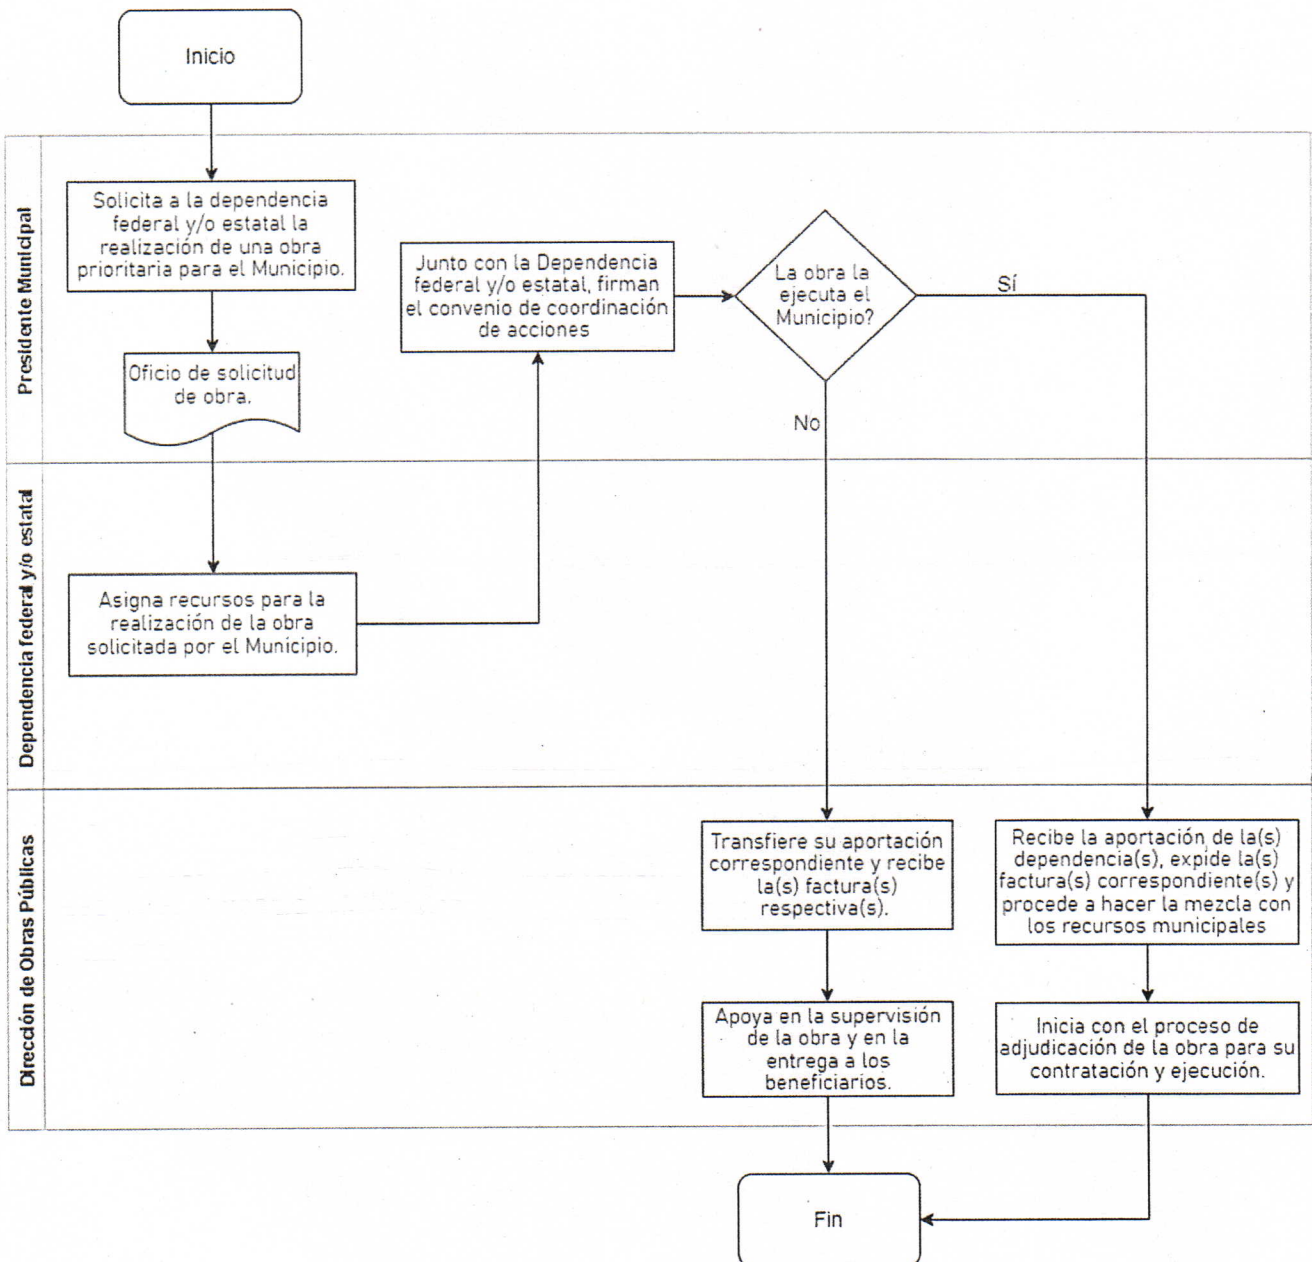 Inicio
Presidente Municipal
Solicita a la dependencia
federal y/o estatal la
realización de una obra
prioritaria para el Municipio.
Oficio de solicitud
de obra.
Junto con la Dependencia
federal y/o estatal, firman
el convenio de coordinación
de acciones
La obra la
ejecuta el
Municipio?
Sí
No
Dependencia federal y/o estatal
Asigna recursos para la
realización de la obra
solicitada por el Municipio.
Dirección de Obras Públicas
Transfiere su aportación
correspondiente y recibe
la(s) factura(s)
respectiva(s).
Apoya en la supervisión
de la obra y en la
entrega a los
beneficiarios.
Recibe la aportación de la(s)
dependencia(s), expide la(s)
factura(s) correspondiente(s) y
procede a hacer la mezcla con
los recursos municipales
Inicia con el proceso de
adjudicación de la obra para su
contratación y ejecución.
Fin